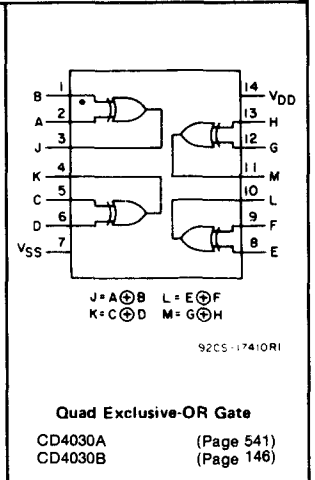 B 1
A 2
J 3
K 4
C 5
D 6
VSS 7
14 VDD
13 H
12 G
11 M
10 L
9 F
8 E
J=A⊕B L=E⊕F
K=C⊕D M=G⊕H
92CS-17410R1
Quad Exclusive-OR Gate
CD4030A (Page 541)
CD4030B (Page 146)